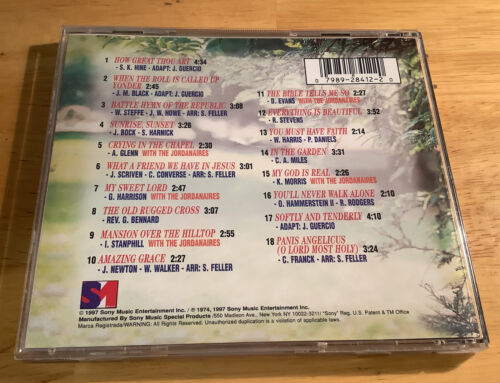 1 HOW GREAT THOU ART 4:34
- S. K. HINE - ADAPT: J. GUERCIO
2 WHEN THE ROLL IS CALLED UP
YONDER 2:45
- J. M. BLACK - ADAPT: J. GUERCIO
3 BATTLE HYMN OF THE REPUBLIC 3:08
- W. STEFFE - J. W. NOWE - ARR: S. FELLER
4 SUNRISE, SUNSET 3:26
- J. BOCK - S. HARNICK
5 CRYING IN THE CHAPEL 2:30
- A. GLENN WITH THE JORDANAIRES
6 WHAT A FRIEND WE HAVE IN JESUS 3:01
- J. SCRIVEN - C. CONVERSE - ARR: S. FELLER
7 MY SWEET LORD 2:47
- G. HARRISON WITH THE JORDANAIRES
8 THE OLD RUGGED CROSS 3:07
- REV. G. BENNARD
9 MANSION OVER THE HILLTOP 2:55
- I. STANPHILL WITH THE JORDANAIRES
10 AMAZING GRACE 2:27
- J. NEWTON - W. WALKER - ARR: S. FELLER
7989-28412-2 0
11 THE BIBLE TELLS ME SO 2:27
- D. EVANS WITH THE JORDANAIRES
12 EVERYTHING IS BEAUTIFUL 3:52
- R. STEVENS
13 YOU MUST HAVE FAITH 2:14
- W. HARRIS - P. DANIELS
14 IN THE GARDEN 3:31
- C. A. MILES
15 MY GOD IS REAL 2:26
- K. MORRIS WITH THE JORDANAIRES
16 YOU'LL NEVER WALK ALONE 2:10
- O. HAMMERSTEIN II - R. RODGERS
17 SOFTLY AND TENDERLY 4:01
- ADAPT: J. GUERCIO
18 PANIS ANGELICUS
(O LORD MOST HOLY) 3:24
- C. FRANCK - ARR: S. FELLER
SM
© 1997 Sony Music Entertainment Inc. / ℗ 1974, 1997 Sony Music Entertainment Inc.
Manufactured By Sony Music Special Products /550 Madison Ave., New York, NY 10022-3211/ "Sony" Reg. U.S. Patent & TM Office
Marca Registrada/WARNING: All Rights Reserved. Unauthorized duplication is a violation of applicable laws.